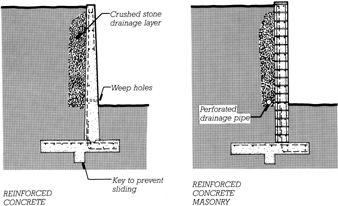 Crushed stone
drainage layer
Weep holes
Key to prevent
sliding
REINFORCED
CONCRETE
Perforated
drainage pipe
REINFORCED
CONCRETE
MASONRY